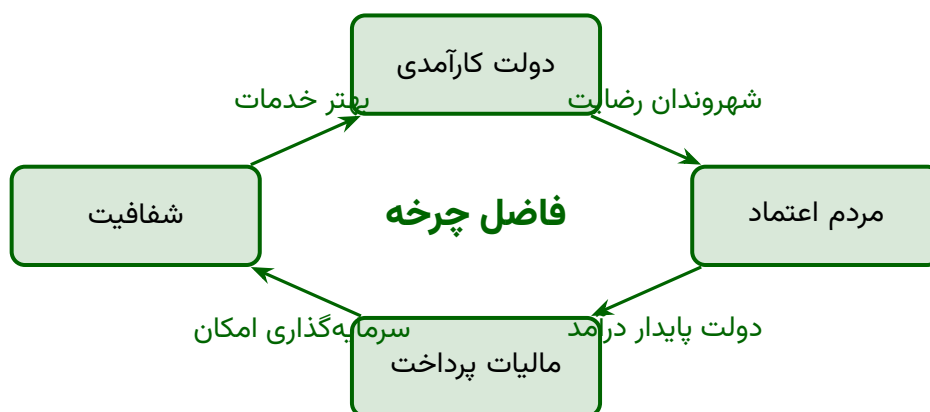 دولت کارآمدی
شهروندان رضایت
بهتر خدمات
مردم اعتماد
فاضل چرخه
شفافیت
دولت پایدار درآمد
سرمایه‌گذاری امکان
مالیات پرداخت